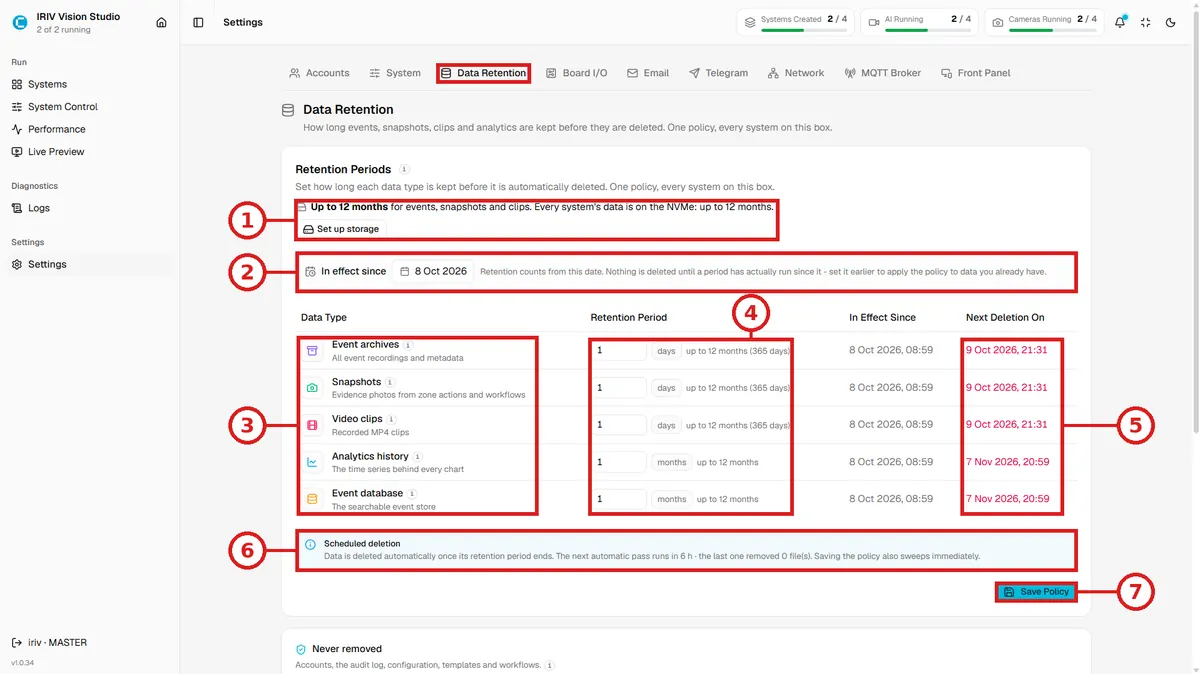 IRIV Vision Studio
2 of 2 running
Settings
Systems Created 2 / 4
AI Running 2 / 4
Cameras Running 2 / 4
Run
Systems
System Control
Performance
Live Preview
Diagnostics
Logs
Settings
Settings
Accounts
System
Data Retention
Board I/O
Email
Telegram
Network
MQTT Broker
Front Panel
Data Retention
How long events, snapshots, clips and analytics are kept before they are deleted. One policy, every system on this box.
Retention Periods
Set how long each data type is kept before it is automatically deleted. One policy, every system on this box.
1
Up to 12 months for events, snapshots and clips. Every system's data is on the NVMe: up to 12 months.
Set up storage
2
In effect since
8 Oct 2026
Retention counts from this date. Nothing is deleted until a period has actually run since it - set it earlier to apply the policy to data you already have.
4
Data Type Retention Period In Effect Since Next Deletion On
3
5
Event archives
All event recordings and metadata
1 days up to 12 months (365 days) 8 Oct 2026, 08:59 9 Oct 2026, 21:31
Snapshots
Evidence photos from zone actions and workflows
1 days up to 12 months (365 days) 8 Oct 2026, 08:59 9 Oct 2026, 21:31
Video clips
Recorded MP4 clips
1 days up to 12 months (365 days) 8 Oct 2026, 08:59 9 Oct 2026, 21:31
Analytics history
The time series behind every chart
1 months up to 12 months 8 Oct 2026, 08:59 7 Nov 2026, 20:59
Event database
The searchable event store
1 months up to 12 months 8 Oct 2026, 08:59 7 Nov 2026, 20:59
6
Scheduled deletion
Data is deleted automatically once its retention period ends. The next automatic pass runs in 6 h · the last one removed 0 file(s). Saving the policy also sweeps immediately.
Save Policy
7
Never removed
Accounts, the audit log, configuration, templates and workflows.
iriv · MASTER
v1.0.34